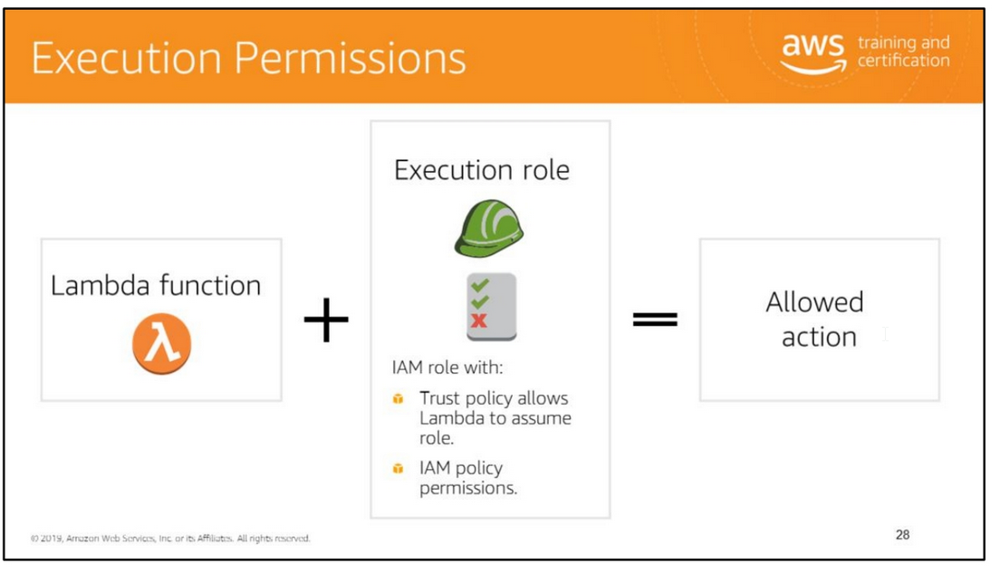 Execution Permissions
aws training and
certification
Execution role
Lambda function
λ
+
=
Allowed
action
IAM role with:
Trust policy allows
Lambda to assume
role.
IAM policy
permissions.
© 2019, Amazon Web Services, Inc. or its Affiliates. All rights reserved.
28